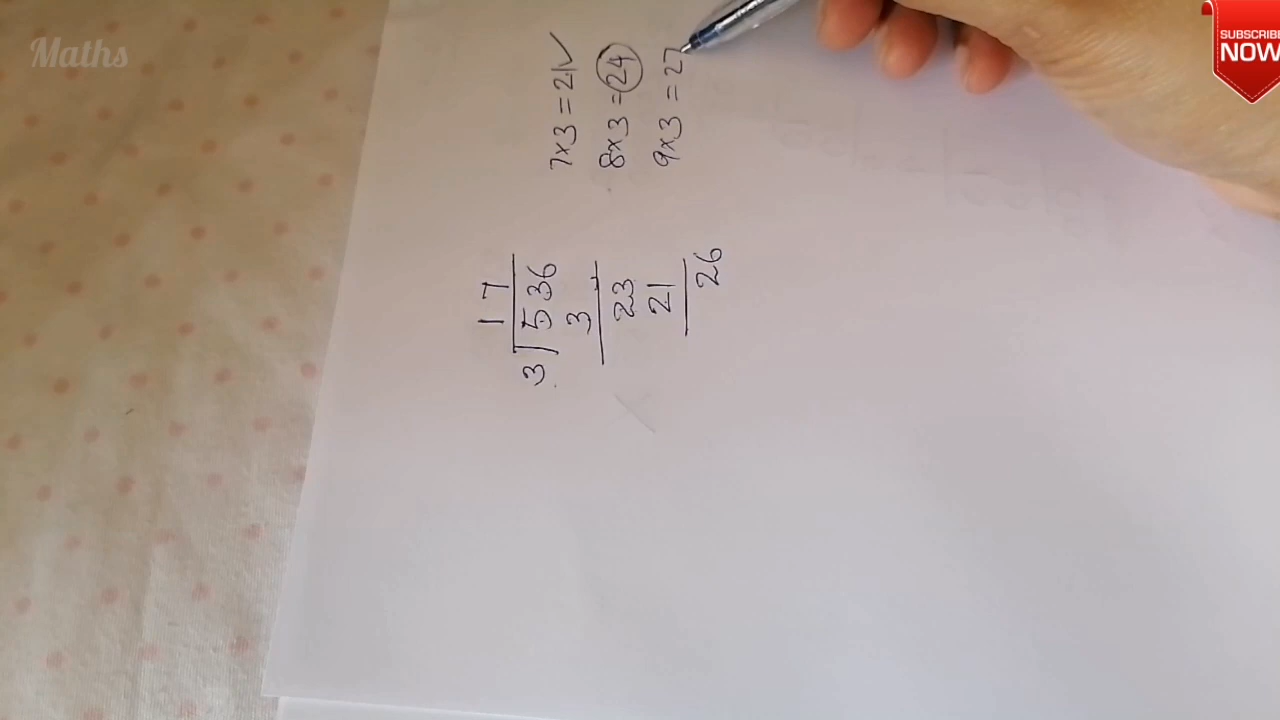 Maths
SUBSCRIBE
NOW
17
3)536
3
23
21
26
7x3=21✓
8x3=24
9x3=27